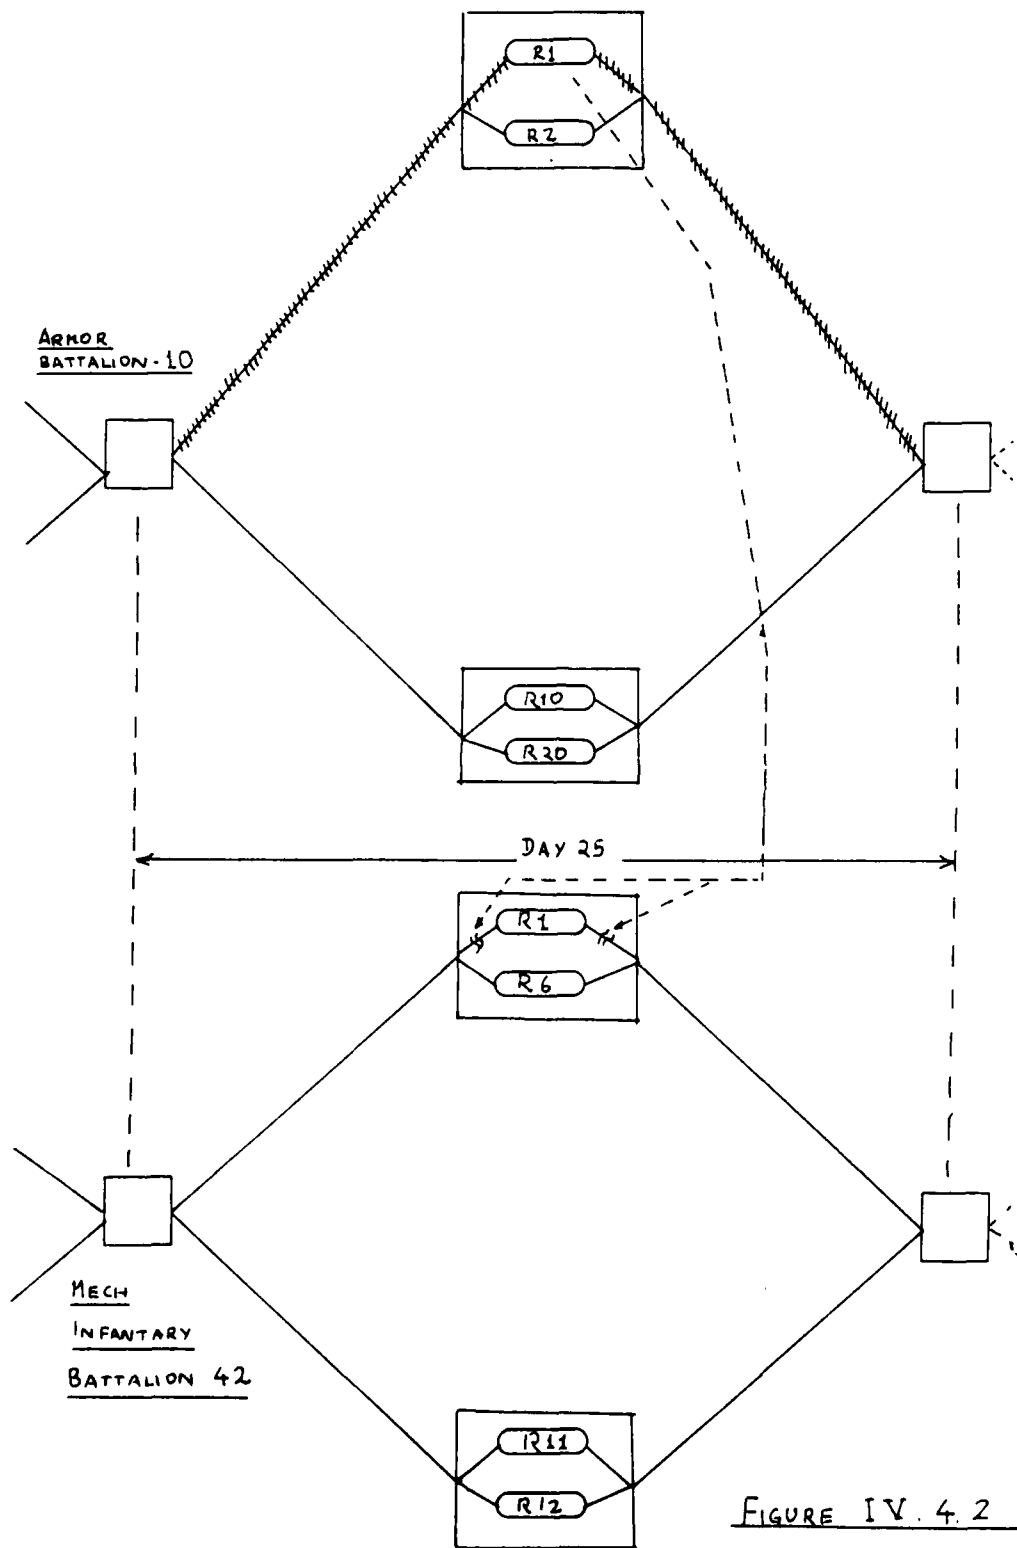 R1
R2
ARMOR
BATTALION-10
R10
R20
DAY 25
R1
R6
MECH
INFANTARY
BATTALION 42
R11
R12
FIGURE IV.4.2